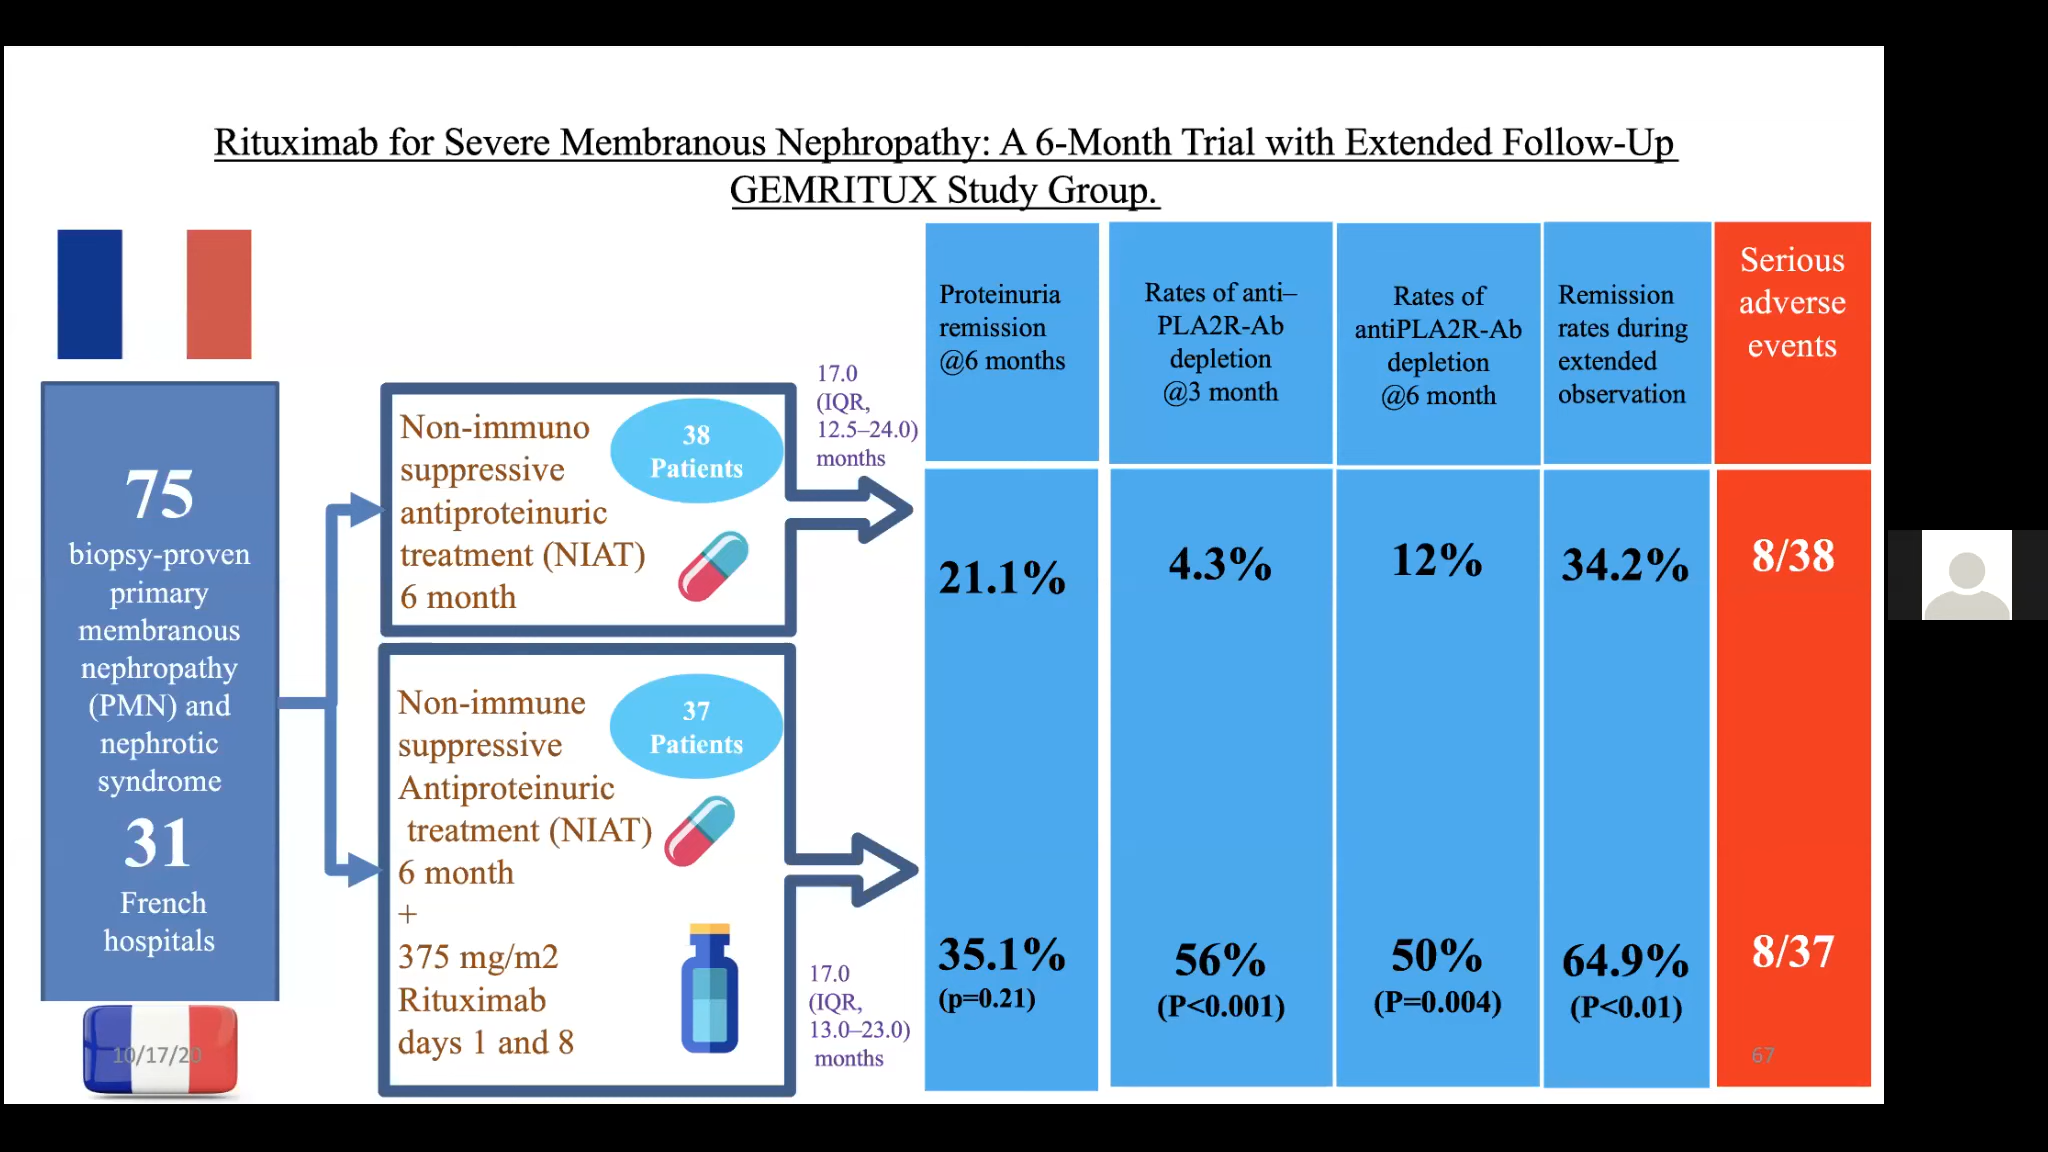 Rituximab for Severe Membranous Nephropathy: A 6-Month Trial with Extended Follow-Up
GEMRITUX Study Group.
75
biopsy-proven
primary
membranous
nephropathy
(PMN) and
nephrotic
syndrome
31
French
hospitals
10/17/20
Non-immuno
suppressive
antiproteinuric
treatment (NIAT)
6 month
38
Patients
17.0
(IQR,
12.5–24.0)
months
Non-immune
suppressive
Antiproteinuric
treatment (NIAT)
6 month
+
375 mg/m2
Rituximab
days 1 and 8
37
Patients
17.0
(IQR,
13.0–23.0)
months
Proteinuria
remission
@6 months
21.1%
35.1%
(p=0.21)
Rates of anti–
PLA2R-Ab
depletion
@3 month
4.3%
56%
(P<0.001)
Rates of
antiPLA2R-Ab
depletion
@6 month
12%
50%
(P=0.004)
Remission
rates during
extended
observation
34.2%
64.9%
(P<0.01)
Serious
adverse
events
8/38
8/37
67